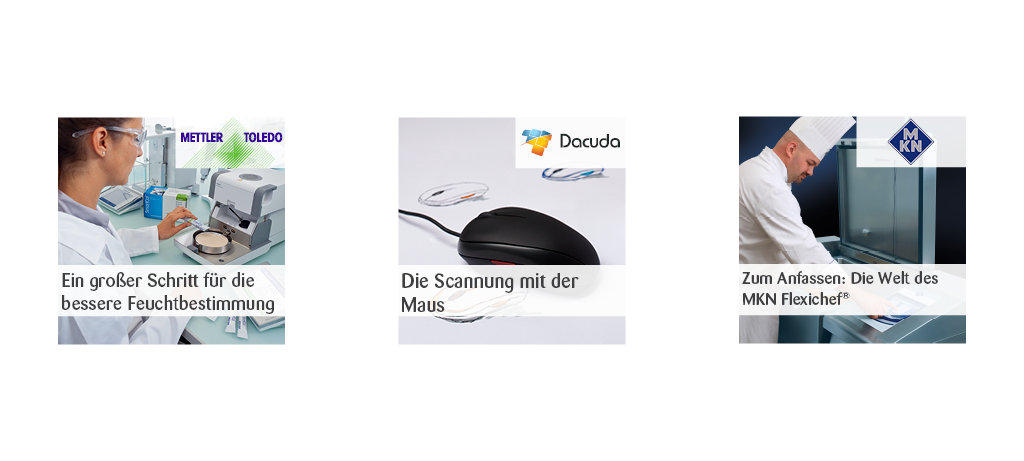 METTLER TOLEDO
Ein großer Schritt für die
bessere Feuchtbestimmung
Dacuda
Die Scannung mit der
Maus
M
KN
Zum Anfassen: Die Welt des
MKN Flexichef®